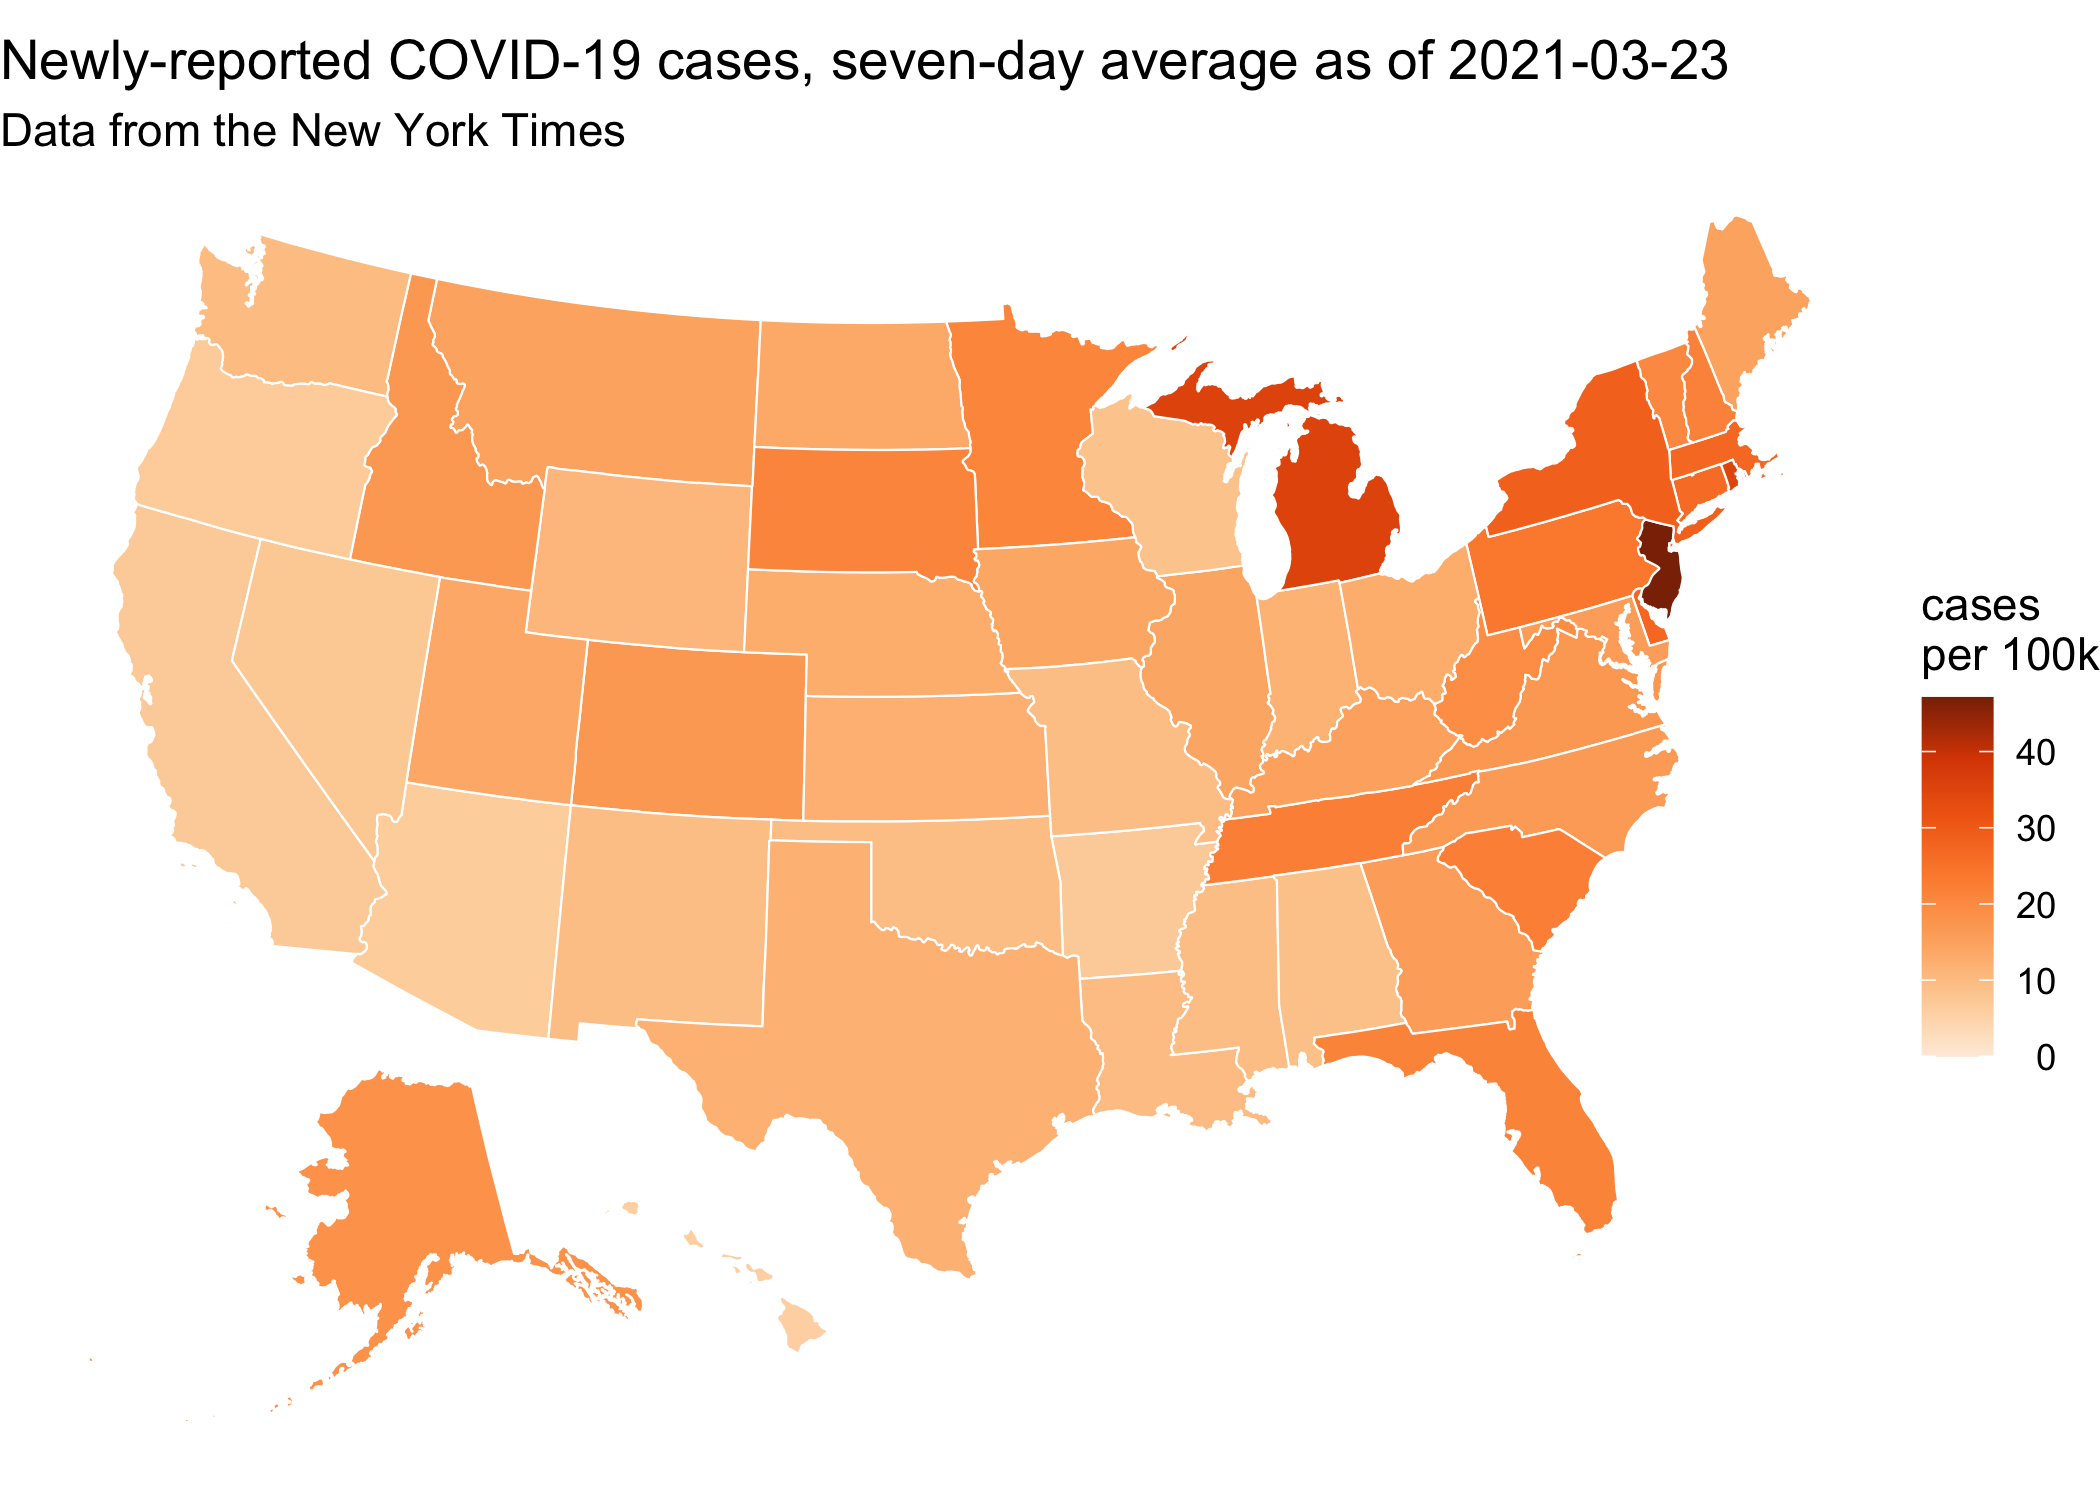 Newly-reported COVID-19 cases, seven-day average as of 2021-03-23
Data from the New York Times
cases
per 100k
40
30
20
10
0